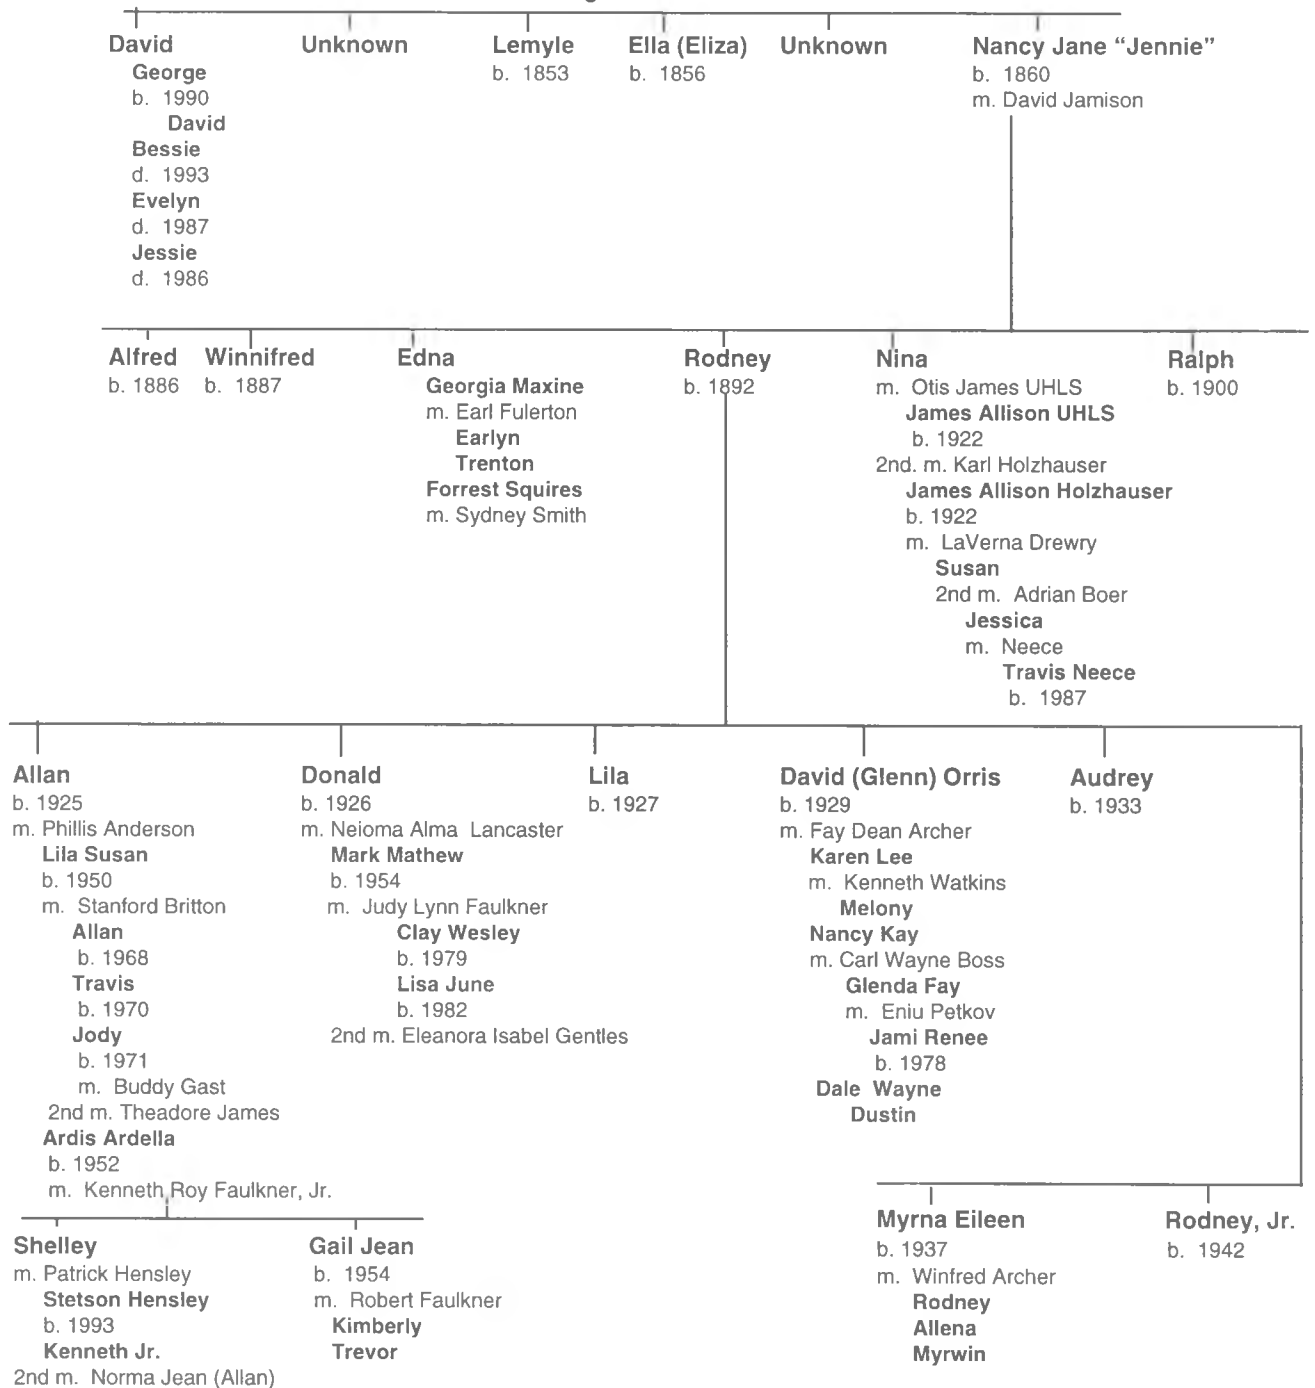 David
George
b. 1990
David
Bessie
d. 1993
Evelyn
d. 1987
Jessie
d. 1986
Unknown
Lemyle
b. 1853
Ella (Eliza)
b. 1856
Unknown
Nancy Jane “Jennie”
b. 1860
m. David Jamison
Alfred
b. 1886
Winnifred
b. 1887
Edna
Georgia Maxine
m. Earl Fulerton
Earlyn
Trenton
Forrest Squires
m. Sydney Smith
Rodney
b. 1892
Nina
m. Otis James UHLS
James Allison UHLS
b. 1922
2nd. m. Karl Holzhauser
James Allison Holzhauser
b. 1922
m. LaVerna Drewry
Susan
2nd m. Adrian Boer
Jessica
m. Neece
Travis Neece
b. 1987
Ralph
b. 1900
Allan
b. 1925
m. Phillis Anderson
Lila Susan
b. 1950
m. Stanford Britton
Allan
b. 1968
Travis
b. 1970
Jody
b. 1971
m. Buddy Gast
2nd m. Theadore James
Ardis Ardella
b. 1952
m. Kenneth Roy Faulkner, Jr.
Donald
b. 1926
m. Neioma Alma Lancaster
Mark Mathew
b. 1954
m. Judy Lynn Faulkner
Clay Wesley
b. 1979
Lisa June
b. 1982
2nd m. Eleanora Isabel Gentles
Lila
b. 1927
David (Glenn) Orris
b. 1929
m. Fay Dean Archer
Karen Lee
m. Kenneth Watkins
Melony
Nancy Kay
m. Carl Wayne Boss
Glenda Fay
m. Eniu Petkov
Jami Renee
b. 1978
Dale Wayne
Dustin
Audrey
b. 1933
Shelley
m. Patrick Hensley
Stetson Hensley
b. 1993
Kenneth Jr.
2nd m. Norma Jean (Allan)
Gail Jean
b. 1954
m. Robert Faulkner
Kimberly
Trevor
Myrna Eileen
b. 1937
m. Winfred Archer
Rodney
Allena
Myrwin
Rodney, Jr.
b. 1942